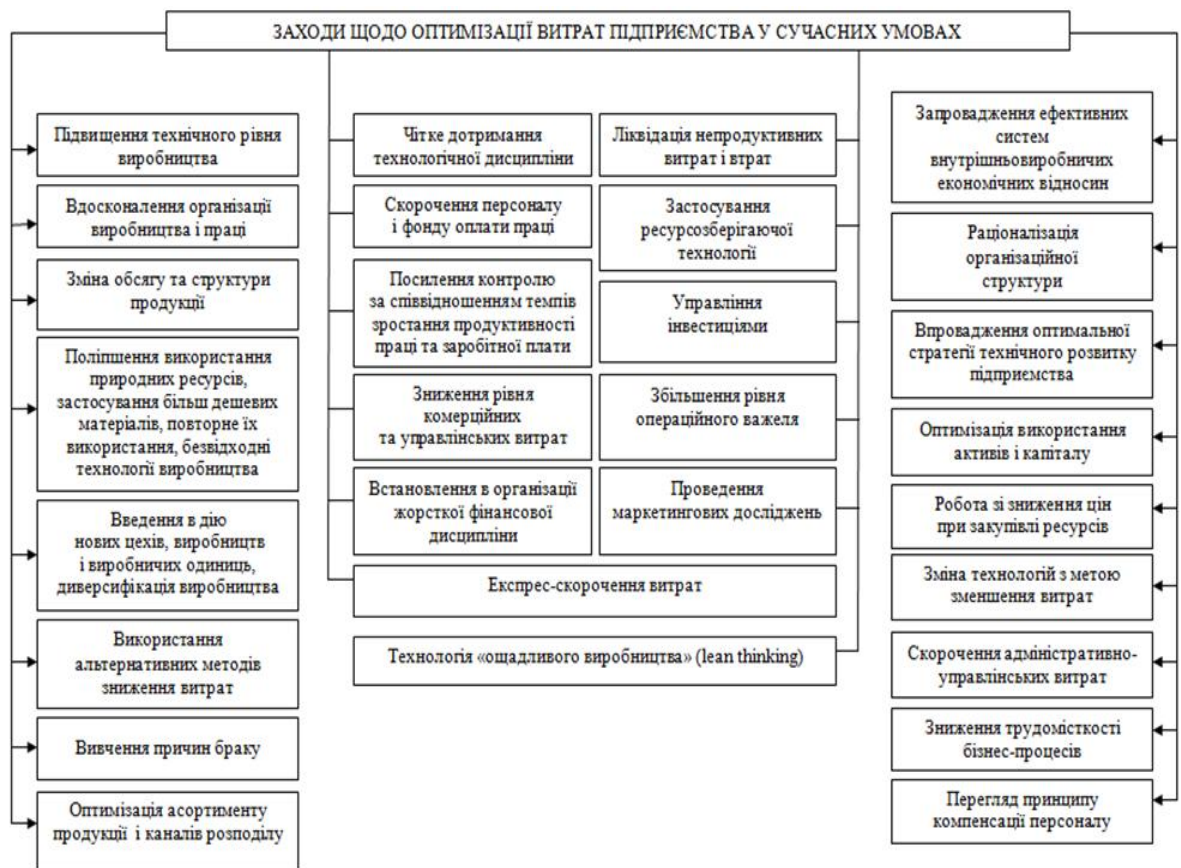 ЗАХОДИ ЩОДО ОПТИМІЗАЦІЇ ВИТРАТ ПІДПРИЄМСТВА У СУЧАСНИХ УМОВАХ
Підвищення технічного рівня
виробництва
Вдосконалення організації
виробництва і праці
Зміна обсягу та структури
продукції
Поліпшення використання
природних ресурсів,
застосування більш дешевих
матеріалів, повторне їх
використання, безвідходні
технології виробництва
Введення в дію
нових цехів, виробництв
і виробничих одиниць,
диверсифікація виробництва
Використання
альтернативних методів
зниження витрат
Вивчення причин браку
Оптимізація асортименту
продукції і каналів розподілу
Чітке дотримання
технологічної дисципліни
Скорочення персоналу
і фонду оплати праці
Посилення контролю
за співвідношенням темпів
зростання продуктивності
праці та заробітної плати
Зниження рівня
комерційних
та управлінських витрат
Встановлення в організації
жорсткої фінансової
дисципліни
Ліквідація непродуктивних
витрат і втрат
Застосування
ресурсозберігаючої
технології
Управління
інвестиціями
Збільшення рівня
операційного важеля
Проведення
маркетингових досліджень
Експрес-скорочення витрат
Технологія «ощадливого виробництва» (lean thinking)
Запровадження ефективних
систем
внутрішньовиробничих
економічних відносин
Раціоналізація
організаційної
структури
Впровадження оптимальної
стратегії технічного розвитку
підприємства
Оптимізація використання
активів і капіталу
Робота зі зниження цін
при закупівлі ресурсів
Зміна технологій з метою
зменшення витрат
Скорочення адміністративно-
управлінських витрат
Зниження трудомісткості
бізнес-процесів
Перегляд принципу
компенсації персоналу